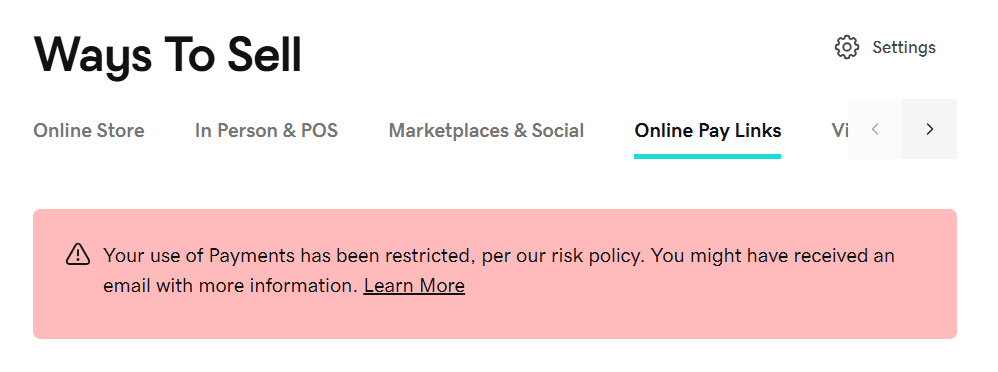 Ways To Sell
Settings
Online Store
In Person & POS
Marketplaces & Social
Online Pay Links
Vi
Your use of Payments has been restricted, per our risk policy. You might have received an
email with more information. Learn More